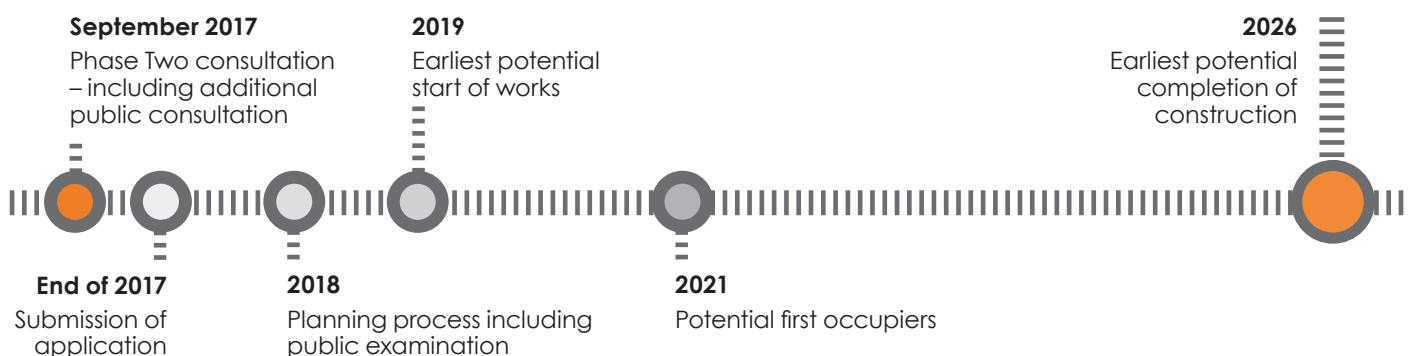 September 2017
Phase Two consultation
– including additional
public consultation
2019
Earliest potential
start of works
2026
Earliest potential
completion of
construction
End of 2017
Submission of
application
2018
Planning process including
public examination
2021
Potential first occupiers